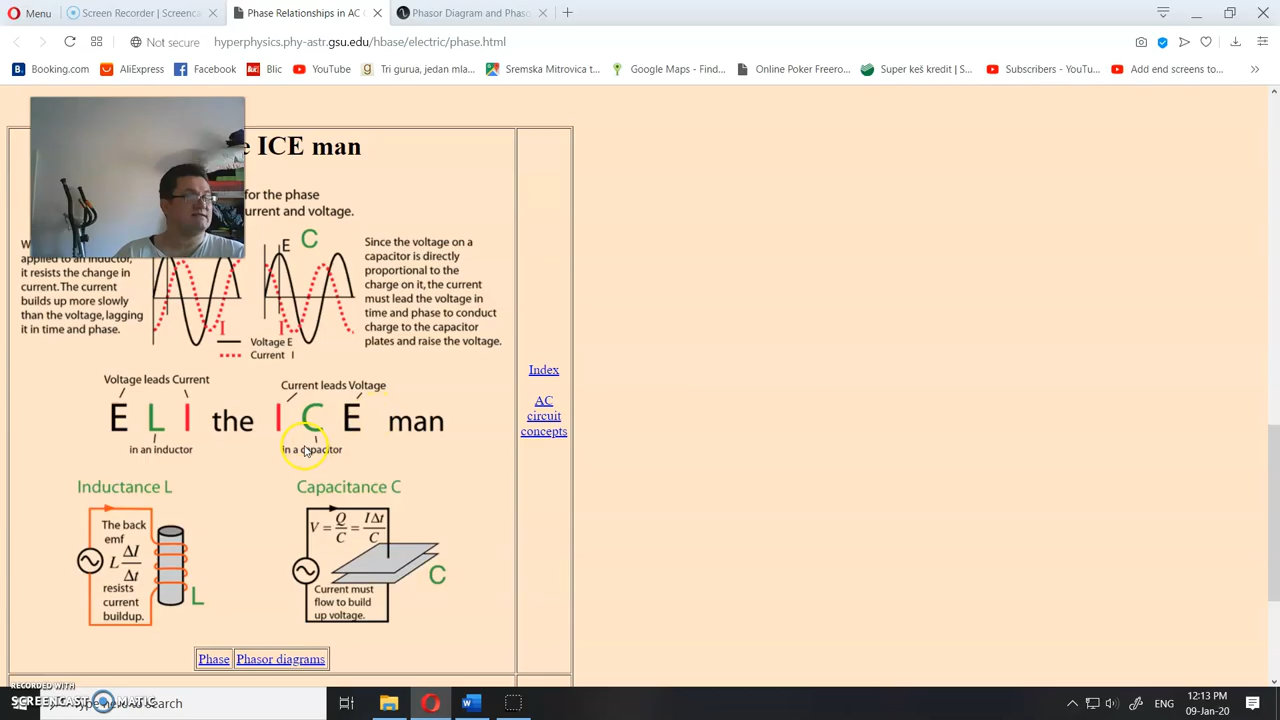 Menu
Screen Recorder | Screenca
Phase Relationships in AC
Phasor Diagram and Phaso
Not secure
hyperphysics.phy-astr.gsu.edu/hbase/electric/phase.html
Booking.com
AliExpress
Facebook
Blic
YouTube
Tri gurua, jedan mla...
Sremska Mitrovica t...
Google Maps - Find...
Online Poker Freero...
Super keš kredit | S...
Subscribers - YouTu...
Add end screens to...
e ICE man
for the phase
urrent and voltage.
applied to an inductor,
it resists the change in
current. The current
builds up more slowly
than the voltage, lagging
it in time and phase.
E C
I I
Since the voltage on a
capacitor is directly
proportional to the
charge on it, the current
must lead the voltage in
time and phase to conduct
charge to the capacitor
plates and raise the voltage.
Voltage E
Current I
Voltage leads Current
Current leads Voltage
E L I the I C E man
in an inductor
in a capacitor
Index
AC
circuit
concepts
Inductance L
The back
emf
L ΔI/Δt
resists
current
buildup.
L
Capacitance C
V = Q/C = IΔt/C
C
Current must
flow to build
up voltage.
Phase
Phasor diagrams
RECORDED WITH
SCREENCAST MATIC
ype here to search
ENG
12:13 PM
09-Jan-20